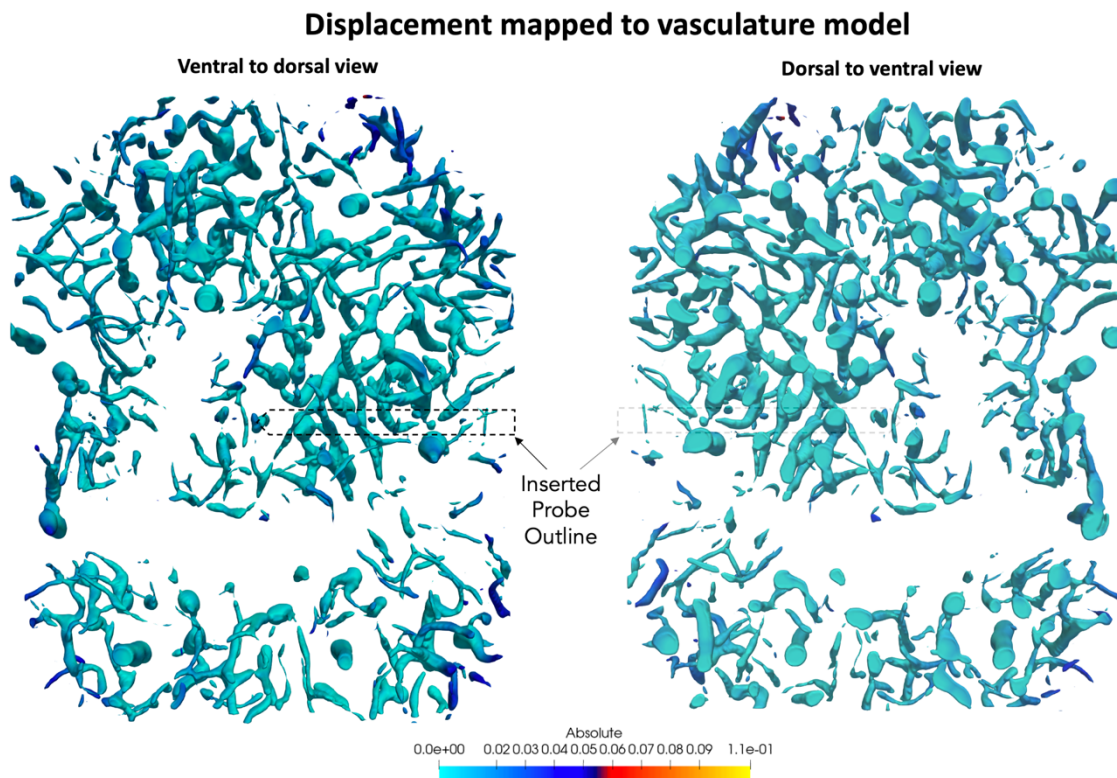 Displacement mapped to vasculature model
Ventral to dorsal view
Dorsal to ventral view
Inserted
Probe
Outline
Absolute
0.0e+00 0.02 0.03 0.04 0.05 0.06 0.07 0.08 0.09 1.1e-01